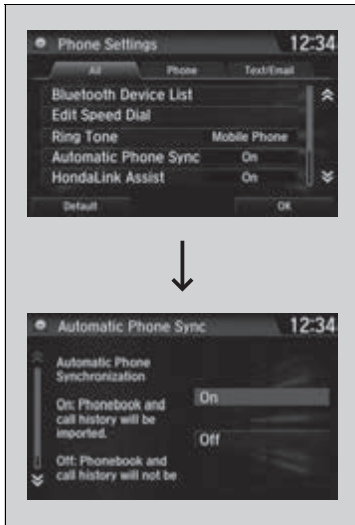 Phone Settings 12:34
All Phone Text/Email
Bluetooth Device List
Edit Speed Dial
Ring Tone Mobile Phone
Automatic Phone Sync On
HondaLink Assist On
Default OK
Automatic Phone Sync 12:34
Automatic Phone
Synchronization
On: Phonebook and
call history will be
imported.
Off: Phonebook and
call history will not be
On
Off